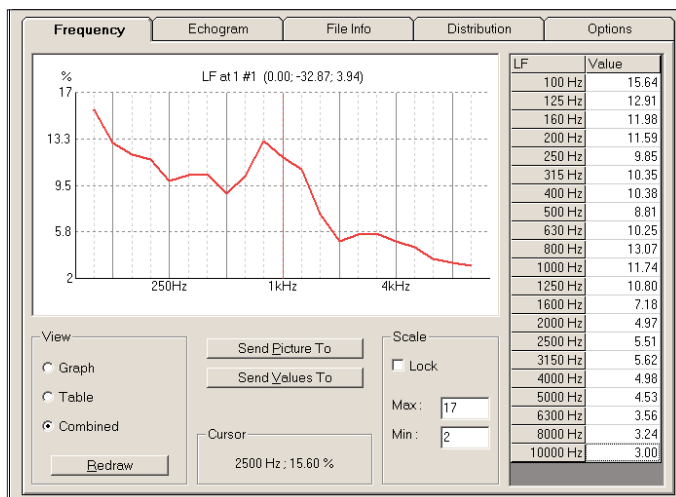 Frequency Echogram File Info Distribution Options
% LF at 1 #1 (0.00; -32.87; 3.94)
17
13.3
9.5
5.8
2
250Hz 1kHz 4kHz
LF Value
100 Hz 15.64
125 Hz 12.91
160 Hz 11.98
200 Hz 11.59
250 Hz 9.85
315 Hz 10.35
400 Hz 10.38
500 Hz 8.81
630 Hz 10.25
800 Hz 13.07
1000 Hz 11.74
1250 Hz 10.80
1600 Hz 7.18
2000 Hz 4.97
2500 Hz 5.51
3150 Hz 5.62
4000 Hz 4.98
5000 Hz 4.53
6300 Hz 3.56
8000 Hz 3.24
10000 Hz 3.00
View
Graph
Table
Combined
Redraw
Send Picture To
Send Values To
Cursor
2500 Hz ; 15.60 %
Scale
Lock
Max : 17
Min : 2